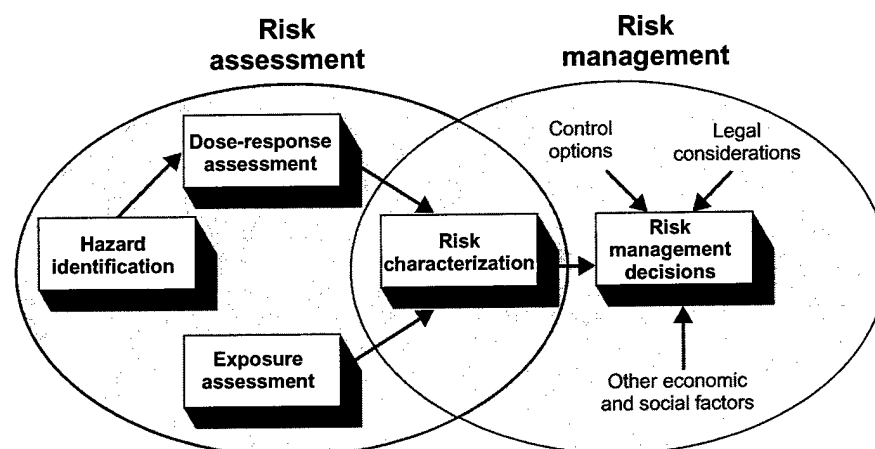 Risk
assessment
Risk
management
Dose-response
assessment
Control
options
Legal
considerations
Hazard
identification
Risk
characterization
Risk
management
decisions
Exposure
assessment
Other economic
and social factors